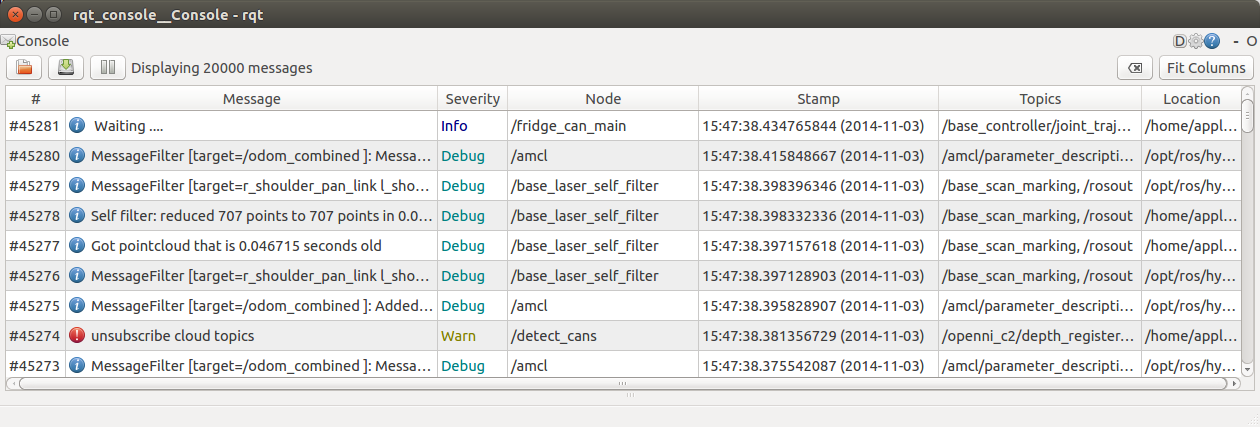 rqt_console__Console - rqt
Console D ? - O
Displaying 20000 messages Fit Columns
# Message Severity Node Stamp Topics Location
#45281 Waiting .... Info /fridge_can_main 15:47:38.434765844 (2014-11-03) /base_controller/joint_traj... /home/appl...
#45280 MessageFilter [target=/odom_combined ]: Messa... Debug /amcl 15:47:38.415848667 (2014-11-03) /amcl/parameter_descripti... /opt/ros/hy...
#45279 MessageFilter [target=r_shoulder_pan_link l_sho... Debug /base_laser_self_filter 15:47:38.398396346 (2014-11-03) /base_scan_marking, /rosout /opt/ros/hy...
#45278 Self filter: reduced 707 points to 707 points in 0.0... Debug /base_laser_self_filter 15:47:38.398332336 (2014-11-03) /base_scan_marking, /rosout /home/appl...
#45277 Got pointcloud that is 0.046715 seconds old Debug /base_laser_self_filter 15:47:38.397157618 (2014-11-03) /base_scan_marking, /rosout /home/appl...
#45276 MessageFilter [target=r_shoulder_pan_link l_sho... Debug /base_laser_self_filter 15:47:38.397128903 (2014-11-03) /base_scan_marking, /rosout /opt/ros/hy...
#45275 MessageFilter [target=/odom_combined ]: Added... Debug /amcl 15:47:38.395828907 (2014-11-03) /amcl/parameter_descripti... /opt/ros/hy...
#45274 unsubscribe cloud topics Warn /detect_cans 15:47:38.381356729 (2014-11-03) /openni_c2/depth_register... /home/appl...
#45273 MessageFilter [target=/odom_combined ]: Messa... Debug /amcl 15:47:38.375542087 (2014-11-03) /amcl/parameter_descripti... /opt/ros/hy...